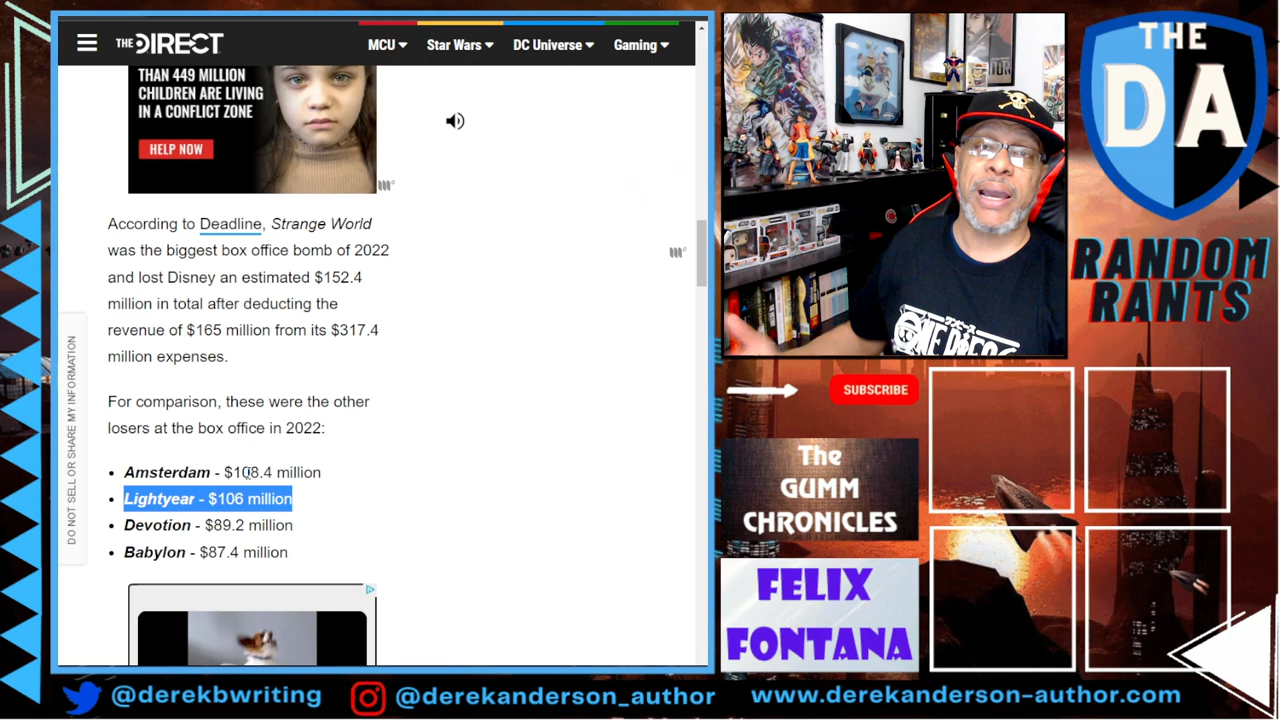 THE DIRECT
MCU
Star Wars
DC Universe
Gaming
THAN 449 MILLION
CHILDREN ARE LIVING
IN A CONFLICT ZONE
HELP NOW
According to Deadline, Strange World
was the biggest box office bomb of 2022
and lost Disney an estimated $152.4
million in total after deducting the
revenue of $165 million from its $317.4
million expenses.
For comparison, these were the other
losers at the box office in 2022:
• Amsterdam - $108.4 million
• Lightyear - $106 million
• Devotion - $89.2 million
• Babylon - $87.4 million
DO NOT SELL OR SHARE MY INFORMATION
THE
DA
RANDOM
RANTS
SUBSCRIBE
The
GUMM
CHRONICLES
FELIX
FONTANA
@derekbwriting
@derekanderson_author
www.derekanderson-author.com